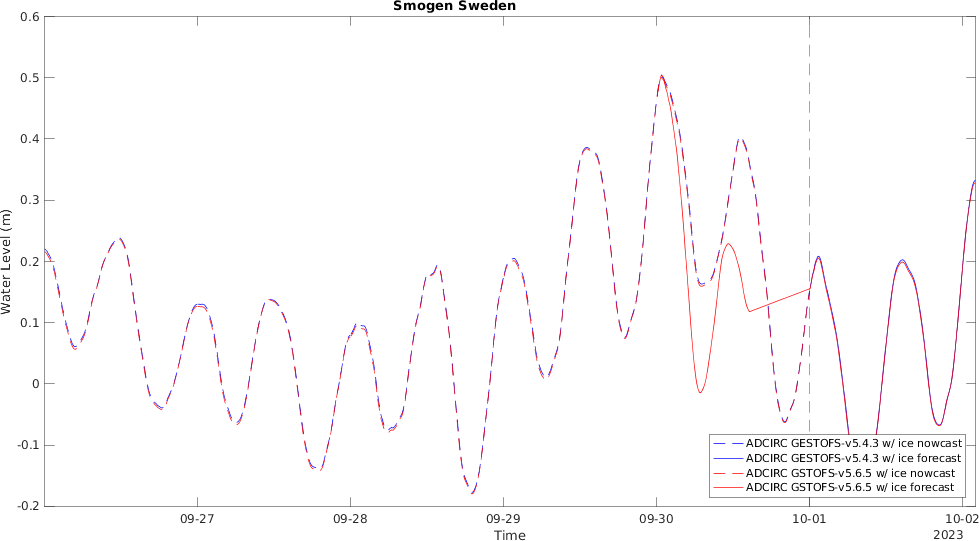 Smogen Sweden
0.6
0.5
0.4
0.3
0.2
0.1
0
-0.1
-0.2
Water Level (m)
09-27
09-28
09-29
09-30
10-01
10-02
2023
Time
ADCIRC GESTOFS-v5.4.3 w/ ice nowcast
ADCIRC GESTOFS-v5.4.3 w/ ice forecast
ADCIRC GSTOFS-v5.6.5 w/ ice nowcast
ADCIRC GSTOFS-v5.6.5 w/ ice forecast